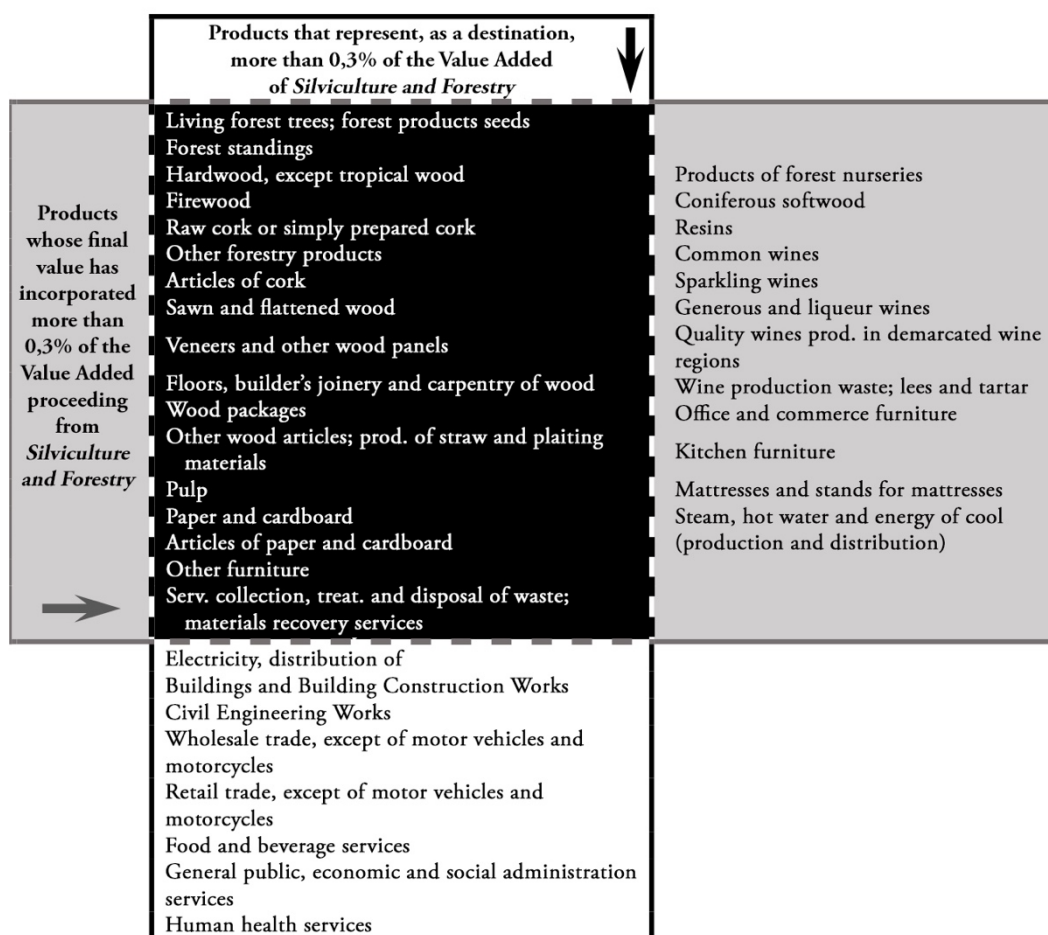 Products that represent, as a destination,
more than 0,3% of the Value Added
of Silviculture and Forestry
Products
whose final
value has
incorporated
more than
0,3% of the
Value Added
proceeding
from
Silviculture
and Forestry
Living forest trees; forest products seeds
Forest standings
Hardwood, except tropical wood
Firewood
Raw cork or simply prepared cork
Other forestry products
Articles of cork
Sawn and flattened wood
Veneers and other wood panels
Floors, builder's joinery and carpentry of wood
Wood packages
Other wood articles; prod. of straw and plaiting
materials
Pulp
Paper and cardboard
Articles of paper and cardboard
Other furniture
Serv. collection, treat. and disposal of waste;
materials recovery services
Products of forest nurseries
Coniferous softwood
Resins
Common wines
Sparkling wines
Generous and liqueur wines
Quality wines prod. in demarcated wine
regions
Wine production waste; lees and tartar
Office and commerce furniture
Kitchen furniture
Mattresses and stands for mattresses
Steam, hot water and energy of cool
(production and distribution)
Electricity, distribution of
Buildings and Building Construction Works
Civil Engineering Works
Wholesale trade, except of motor vehicles and
motorcycles
Retail trade, except of motor vehicles and
motorcycles
Food and beverage services
General public, economic and social administration
services
Human health services